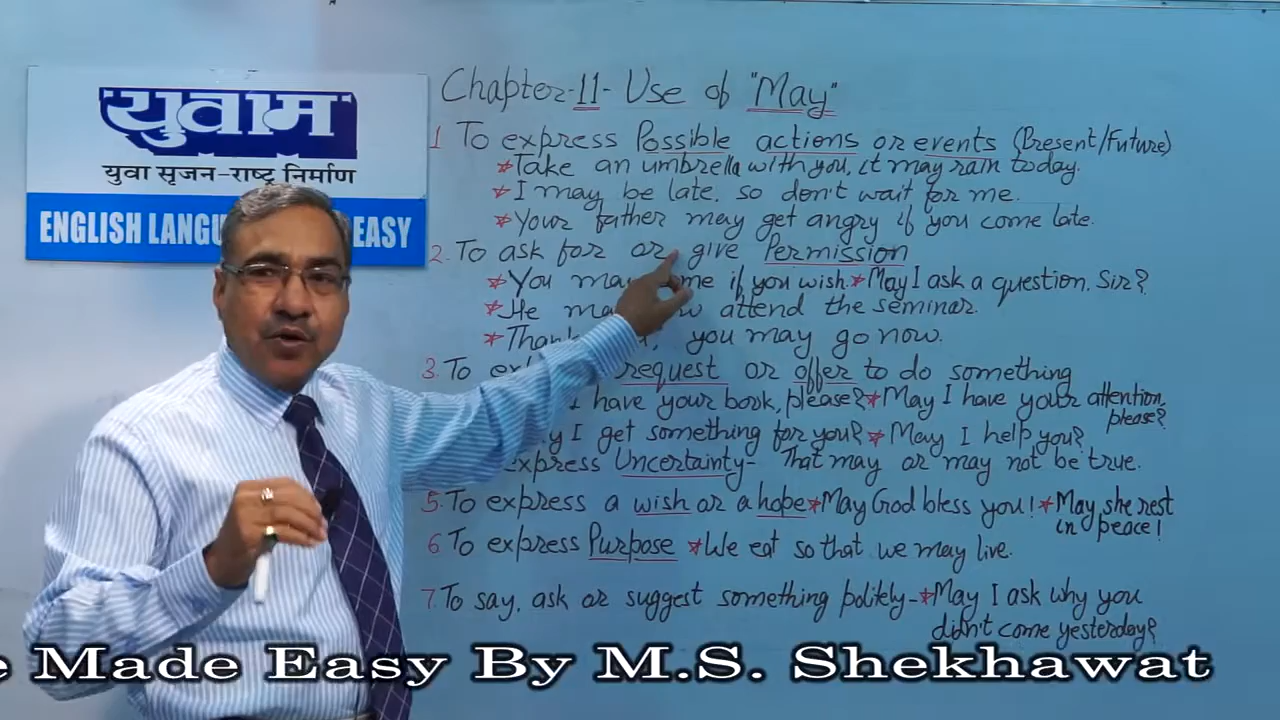 युवाम
युवा सृजन-राष्ट्र निर्माण
ENGLISH EASY
Chapter-11- Use of "May"
1 To express Possible actions or events (Present/Future)
*Take an umbrella with you, it may rain today.
*I may be late, so don't wait for me.
*Your father may get angry if you come late.
2. To ask for or give Permission
*You may me if you wish.*May I ask a question, Sir?
*He attend the seminar.
*Thank you may go now.
3. To request or offer to do something
I have your book, please?*May I have your attention, please?
I get something for you?*May I help you?
express Uncertainty- That may or may not be true.
5. To express a wish or a hope*May God bless you!*May she rest in peace!
6 To express Purpose *We eat so that we may live.
7. To say, ask or suggest something politely-*May I ask why you
didn't come yesterday?
e Made Easy By M.S. Shekhawat